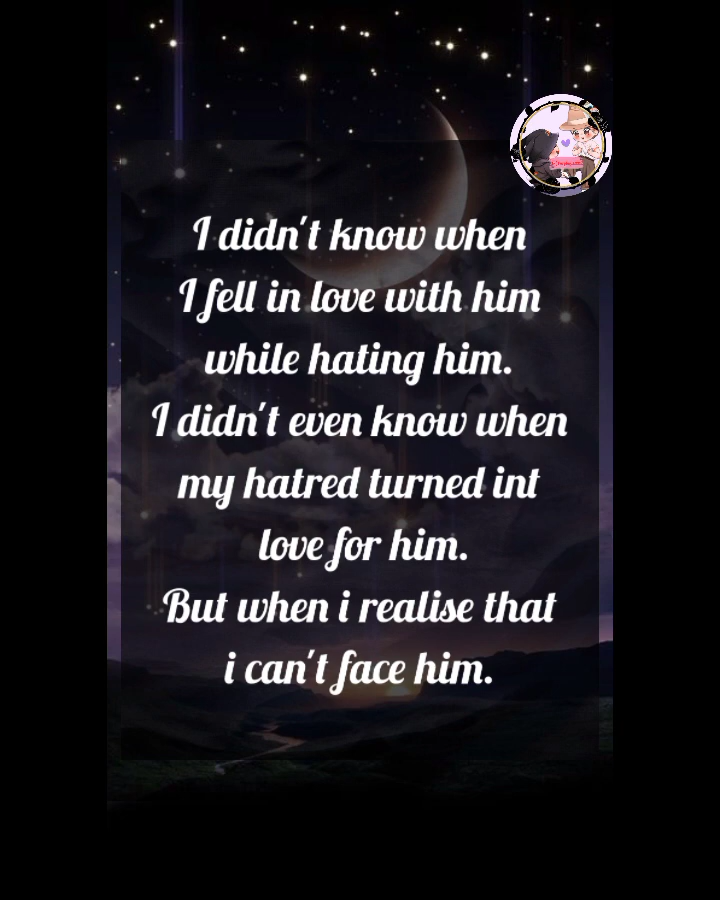 I didn't know when
I fell in love with him
while hating him.
I didn't even know when
my hatred turned int
love for him.
But when i realise that
i can't face him.